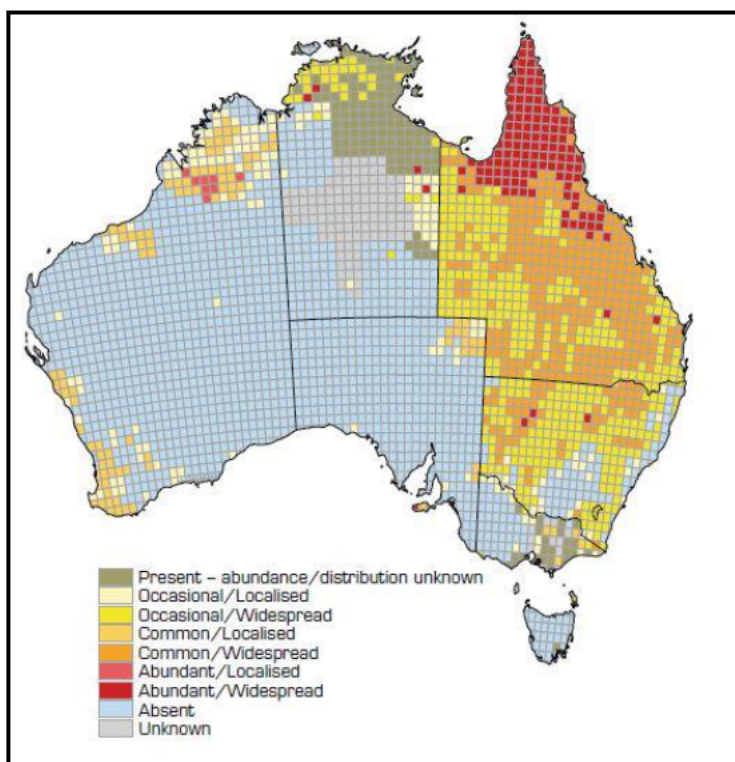 Present – abundance/distribution unknown
Occasional/Localised
Occasional/Widespread
Common/Localised
Common/Widespread
Abundant/Localised
Abundant/Widespread
Absent
Unknown